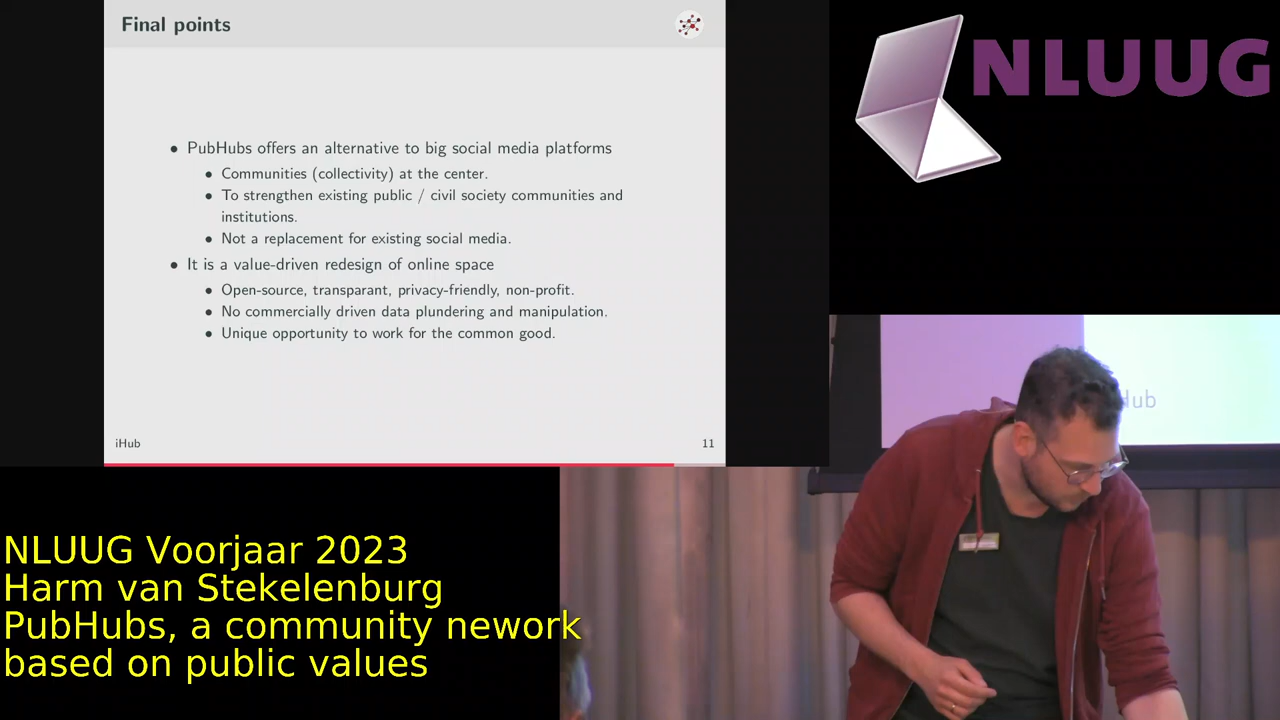 Final points
NLUUG
• PubHubs offers an alternative to big social media platforms
• Communities (collectivity) at the center.
• To strengthen existing public / civil society communities and
institutions.
• Not a replacement for existing social media.
• It is a value-driven redesign of online space
• Open-source, transparant, privacy-friendly, non-profit.
• No commercially driven data plundering and manipulation.
• Unique opportunity to work for the common good.
iHub
11
Hub
NLUUG Voorjaar 2023
Harm van Stekelenburg
PubHubs, a community nework
based on public values